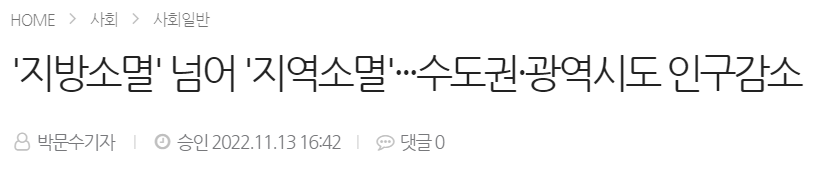 HOME > 사회 > 사회일반
'지방소멸' 넘어 '지역소멸'···수도권·광역시도 인구감소
박문수기자 | 승인 2022.11.13 16:42 | 댓글 0